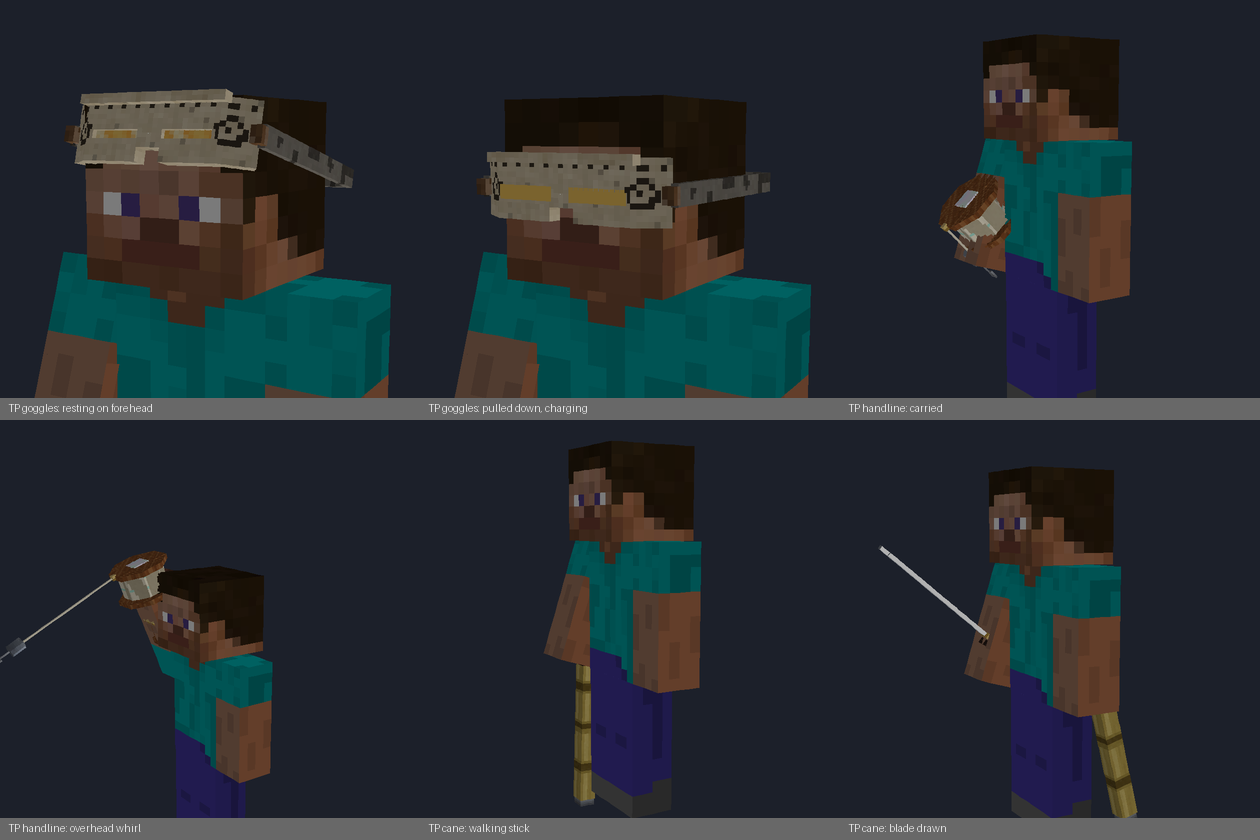 TP goggles: resting on forehead
TP goggles: pulled down, charging
TP handline: carried
TP handline: overhead whirl
TP cane: walking stick
TP cane: blade drawn